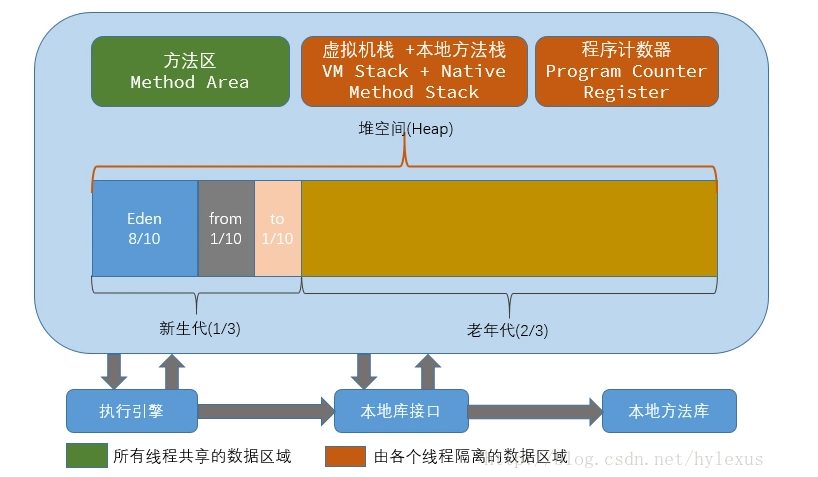 方法区
Method Area
虚拟机栈 +本地方法栈
VM Stack + Native
Method Stack
程序计数器
Program Counter
Register
堆空间(Heap)
Eden
8/10
from
1/10
to
1/10
新生代(1/3)
老年代(2/3)
执行引擎
本地库接口
本地方法库
所有线程共享的数据区域
由各个线程隔离的数据区域
http://blog.csdn.net/hylexus